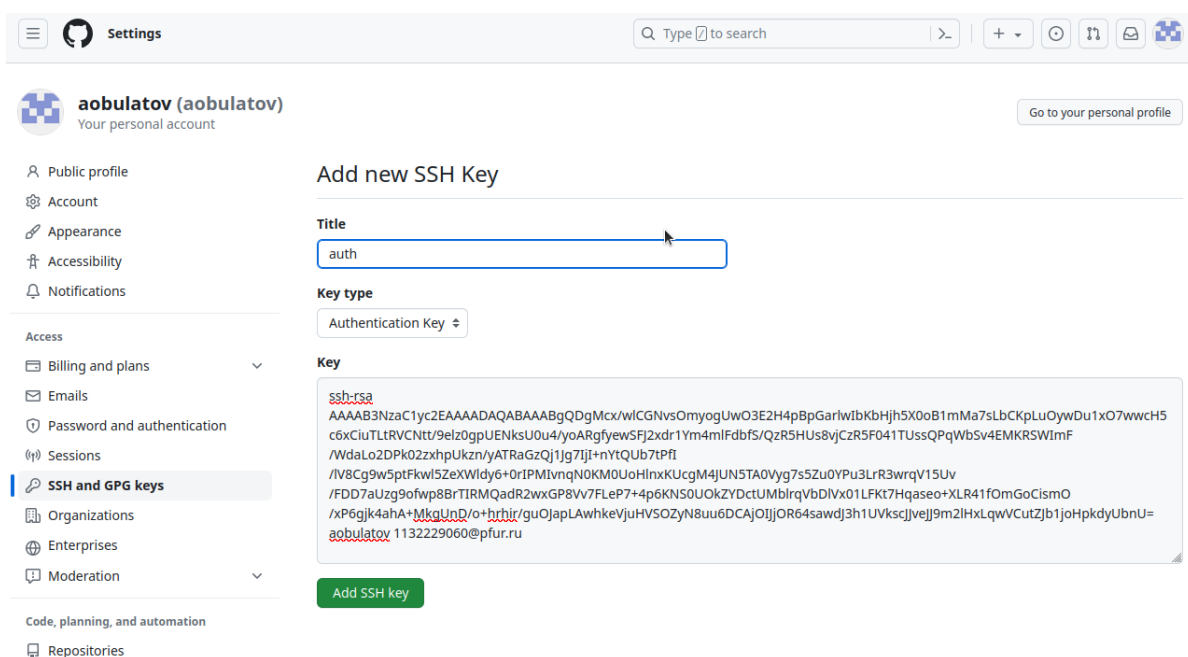 Settings
Type / to search
aobulatov (aobulatov)
Your personal account
Go to your personal profile
Public profile
Account
Appearance
Accessibility
Notifications
Access
Billing and plans
Emails
Password and authentication
Sessions
SSH and GPG keys
Organizations
Enterprises
Moderation
Code, planning, and automation
Repositories
Add new SSH Key
Title
auth
Key type
Authentication Key
Key
ssh-rsa
AAAAB3NzaC1yc2EAAAADAQABAAABgQDgMcx/wlCGNvsOmyogUwO3E2H4pBpGarlwIbKbHjh5X0oB1mMa7sLbCKpLuOywDu1xO7wwcH5
c6xCiuTLtRVCNtt/9elz0gpUENksU0u4/yoARgfyewSFJ2xdr1Ym4mlFdbfS/QzR5HUs8vjCzR5F041TUssQPqWbSv4EMKRSWImF
/WdaLo2DPk02zxhpUkzn/yATRaGzQj1Jg7IjI+nYtQUb7tPfI
/lV8Cg9w5ptFkwl5ZeXWldy6+0rIPMIvnqN0KM0UoHlnxKUcgM4JUN5TA0Vyg7s5Zu0YPu3LrR3wrqV15Uv
/FDD7aUzg9ofwp8BrTIRMQadR2wxGP8Vv7FLeP7+4p6KNS0UOkZYDctUMblrqVbDlVx01LFKt7Hqaseo+XLR41fOmGoCismO
/xP6gjk4ahA+MkgUnD/o+hrhir/guOJapLAwhkeVjuHVSOZyN8uu6DCAjOIJjOR64sawdJ3h1UVkscJJveJJ9m2lHxLqwVCutZJb1joHpkdyUbnU=
aobulatov 1132229060@pfur.ru
Add SSH key